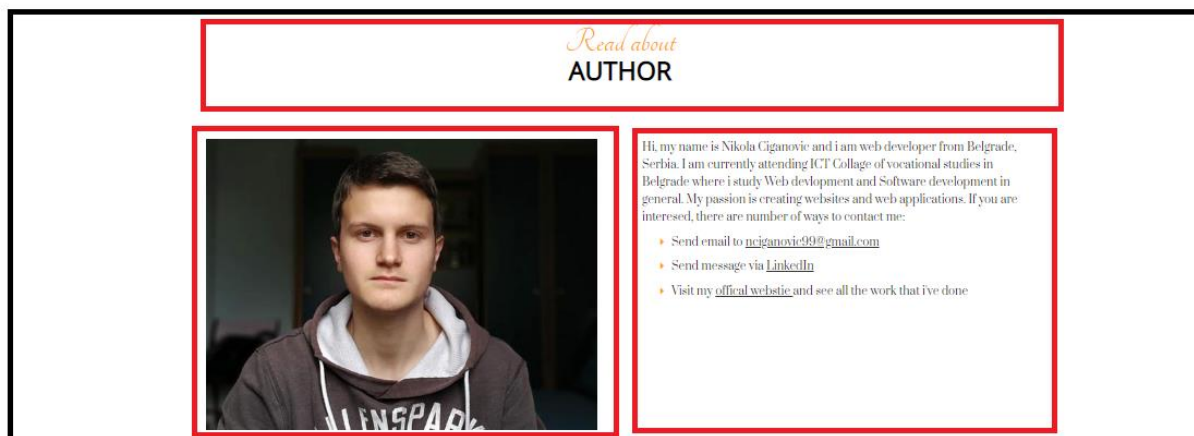 Read about
AUTHOR
Hi, my name is Nikola Ciganovic and i am web developer from Belgrade,
Serbia. I am currently attending ICT Collage of vocational studies in
Belgrade where i study Web devlopment and Software development in
general. My passion is creating websites and web applications. If you are
interesed, there are number of ways to contact me:
Send email to nciganovic99@gmail.com
Send message via LinkedIn
Visit my offical webstie and see all the work that i've done